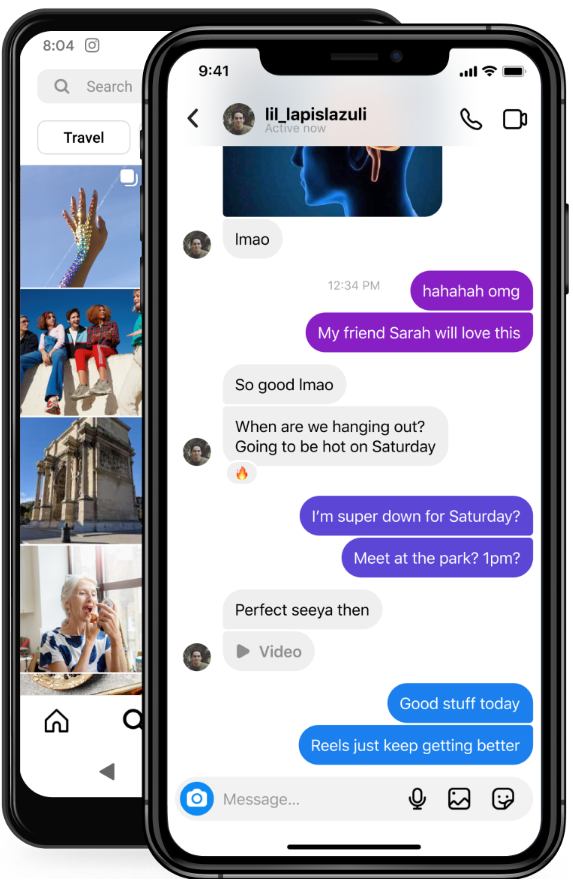 8:04
Search
Travel
9:41
lil_lapislazuli
Active now
lmao
12:34 PM
hahahah omg
My friend Sarah will love this
So good lmao
When are we hanging out?
Going to be hot on Saturday
I'm super down for Saturday?
Meet at the park? 1pm?
Perfect seeya then
Video
Good stuff today
Reels just keep getting better
Message...